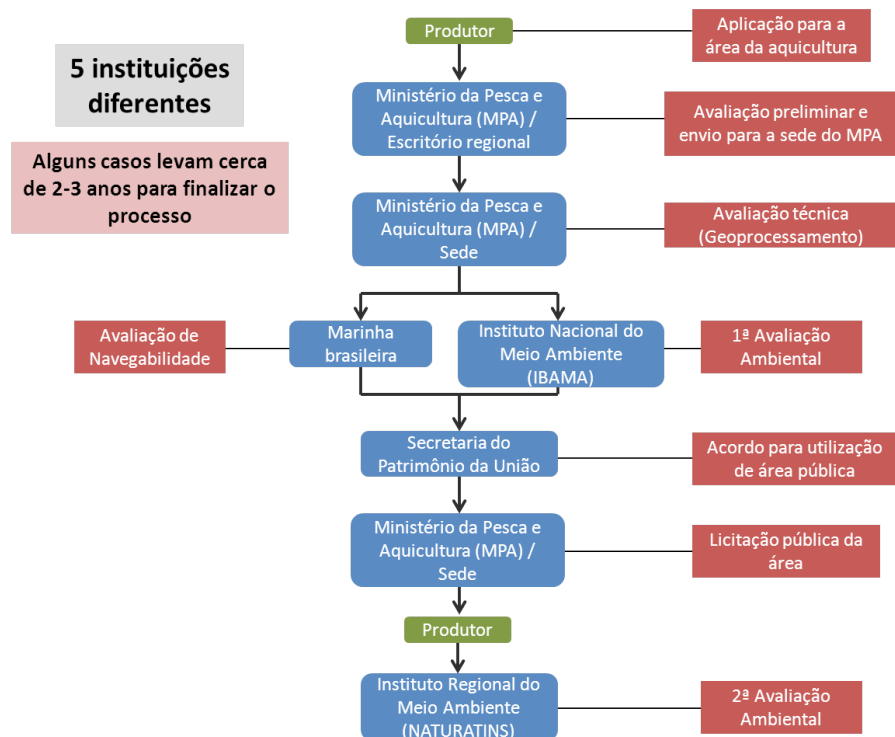 Produtor
Aplicação para a
área da aquicultura
5 instituições
diferentes
Ministério da Pesca e
Aquicultura (MPA) /
Escritório regional
Avaliação preliminar e
envio para a sede do MPA
Alguns casos levam cerca
de 2-3 anos para finalizar o
processo
Ministério da Pesca e
Aquicultura (MPA) /
Sede
Avaliação técnica
(Geoprocessamento)
Avaliação de
Navegabilidade
Marinha
brasileira
Instituto Nacional do
Meio Ambiente
(IBAMA)
1ª Avaliação
Ambiental
Secretaria do
Patrimônio da União
Acordo para utilização
de área pública
Ministério da Pesca e
Aquicultura (MPA) /
Sede
Licitação pública da
área
Produtor
Instituto Regional do
Meio Ambiente
(NATURATINS)
2ª Avaliação
Ambiental